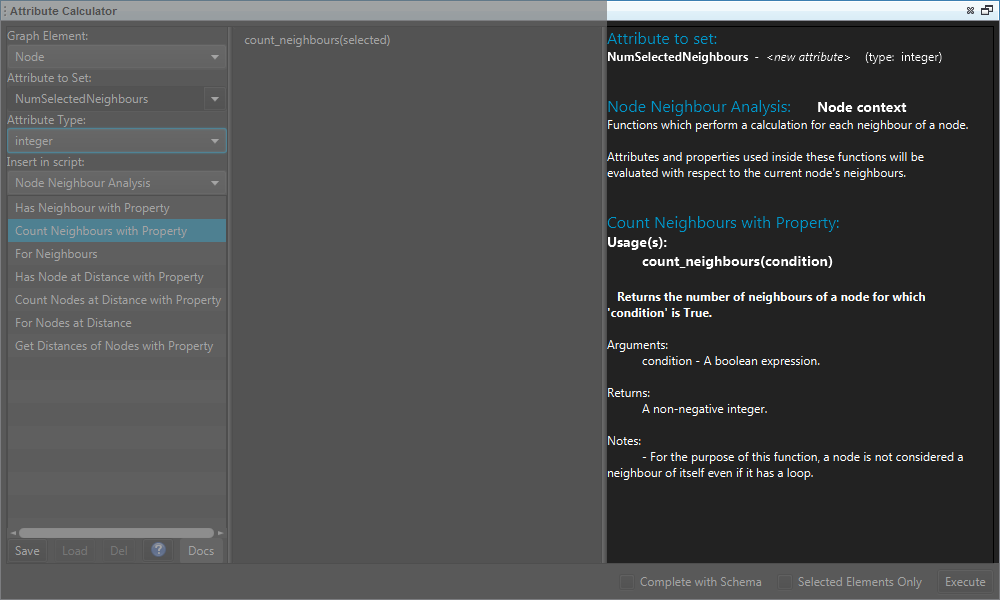 Attribute Calculator
Graph Element:
Node
Attribute to Set:
NumSelectedNeighbours
Attribute Type:
integer
Insert in script:
Node Neighbour Analysis
Has Neighbour with Property
Count Neighbours with Property
For Neighbours
Has Node at Distance with Property
Count Nodes at Distance with Property
For Nodes at Distance
Get Distances of Nodes with Property
Save Load Del ? Docs
count_neighbours(selected)
Attribute to set:
NumSelectedNeighbours - <new attribute> (type: integer)
Node Neighbour Analysis: Node context
Functions which perform a calculation for each neighbour of a node.
Attributes and properties used inside these functions will be
evaluated with respect to the current node's neighbours.
Count Neighbours with Property:
Usage(s):
count_neighbours(condition)
Returns the number of neighbours of a node for which
'condition' is True.
Arguments:
condition - A boolean expression.
Returns:
A non-negative integer.
Notes:
- For the purpose of this function, a node is not considered a
neighbour of itself even if it has a loop.
Complete with Schema Selected Elements Only Execute